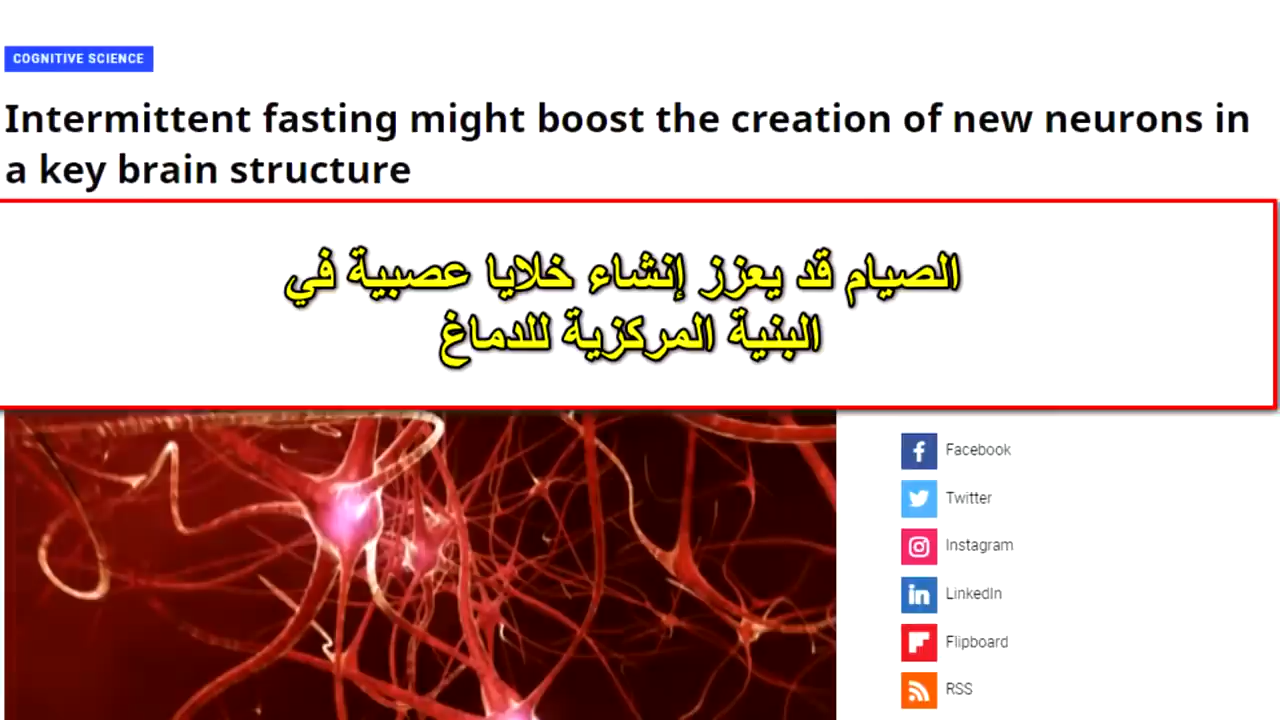 COGNITIVE SCIENCE
Intermittent fasting might boost the creation of new neurons in
a key brain structure
الصيام قد يعزز إنشاء خلايا عصبية في
البنية المركزية للدماغ
Facebook
Twitter
Instagram
LinkedIn
Flipboard
RSS